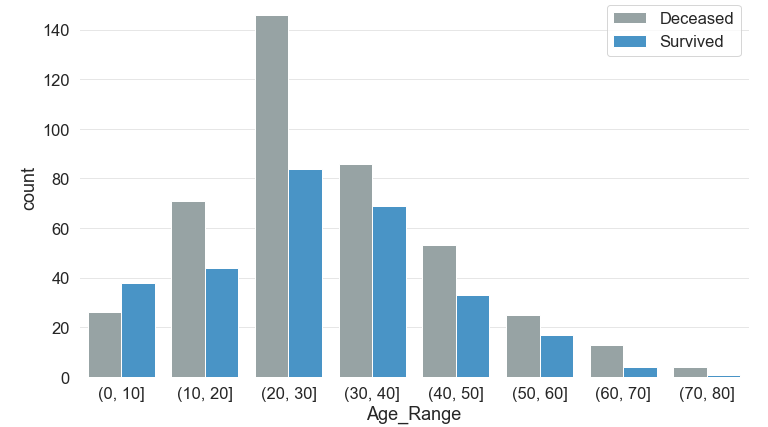 Deceased
Survived
140
120
100
80
60
40
20
0
count
(0, 10] (10, 20] (20, 30] (30, 40] (40, 50] (50, 60] (60, 70] (70, 80]
Age_Range